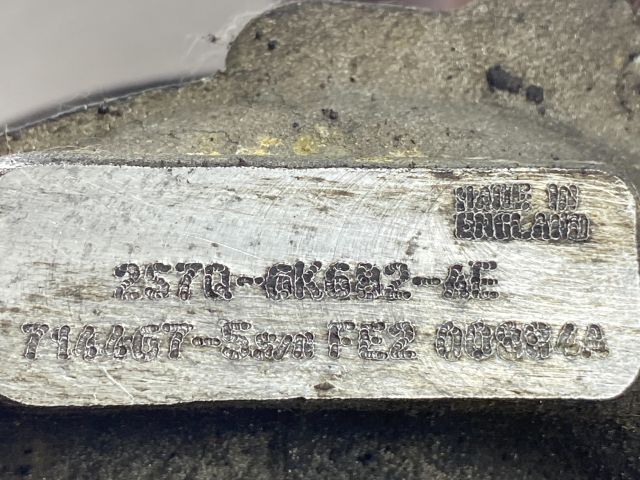 MADE IN
ENGLAND
2S7Q-6K682-AE
714467-5 s/n FE2